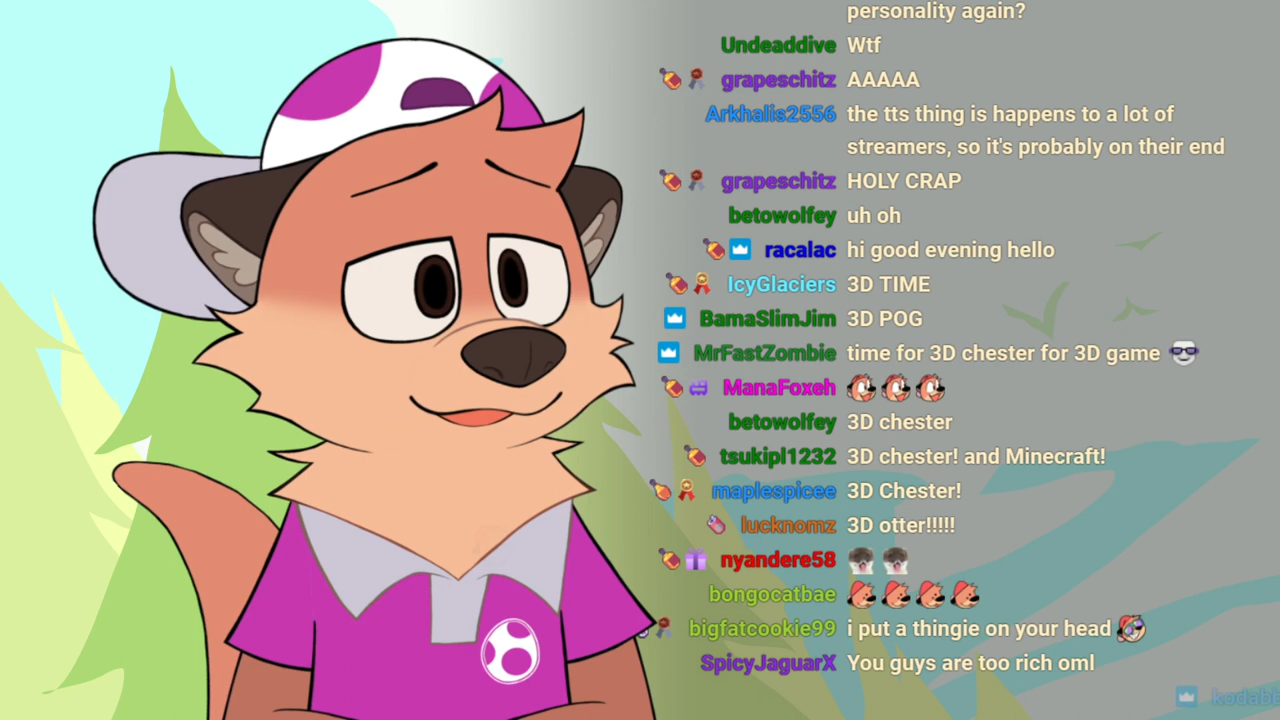 personality again?
Undeaddive Wtf
grapeschitz AAAAA
Arkhalis2556 the tts thing is happens to a lot of
streamers, so it's probably on their end
grapeschitz HOLY CRAP
betowolfey uh oh
racalac hi good evening hello
IcyGlaciers 3D TIME
BamaSlimJim 3D POG
MrFastZombie time for 3D chester for 3D game
ManaFoxeh
betowolfey 3D chester
tsukipl1232 3D chester! and Minecraft!
maplespicee 3D Chester!
lucknomz 3D otter!!!!!
nyandere58
bongocatbae
bigfatcookie99 i put a thingie on your head
SpicyJaguarX You guys are too rich oml